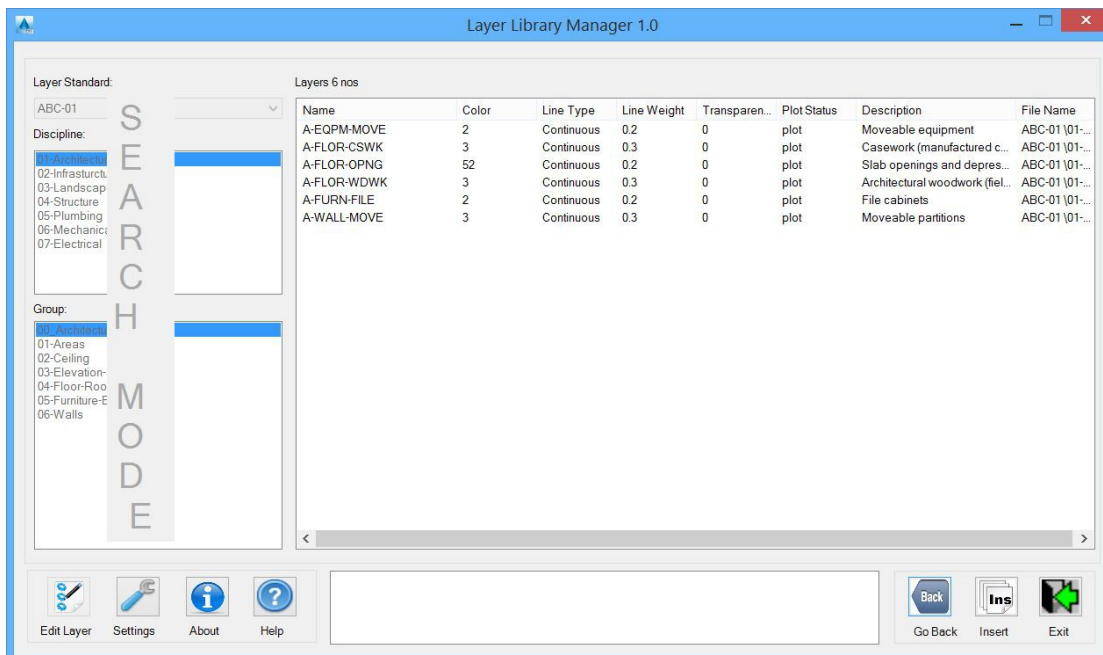 Layer Library Manager 1.0
Layer Standard:
ABC-01
Discipline:
01-Architectu
02-Infrasturctu
03-Landscap
04-Structure
05-Plumbing
06-Mechanica
07-Electrical
Group:
00_Architectu
01-Areas
02-Ceiling
03-Elevation-
04-Floor-Roo
05-Furniture-E
06-Walls
SEARCH MODE
Layers 6 nos
Name Color Line Type Line Weight Transparen... Plot Status Description File Name
A-EQPM-MOVE 2 Continuous 0.2 0 plot Moveable equipment ABC-01 \01-...
A-FLOR-CSWK 3 Continuous 0.3 0 plot Casework (manufactured c... ABC-01 \01-...
A-FLOR-OPNG 52 Continuous 0.2 0 plot Slab openings and depres... ABC-01 \01-...
A-FLOR-WDWK 3 Continuous 0.3 0 plot Architectural woodwork (fiel... ABC-01 \01-...
A-FURN-FILE 2 Continuous 0.2 0 plot File cabinets ABC-01 \01-...
A-WALL-MOVE 3 Continuous 0.3 0 plot Moveable partitions ABC-01 \01-...
Back Ins
Edit Layer Settings About Help Go Back Insert Exit